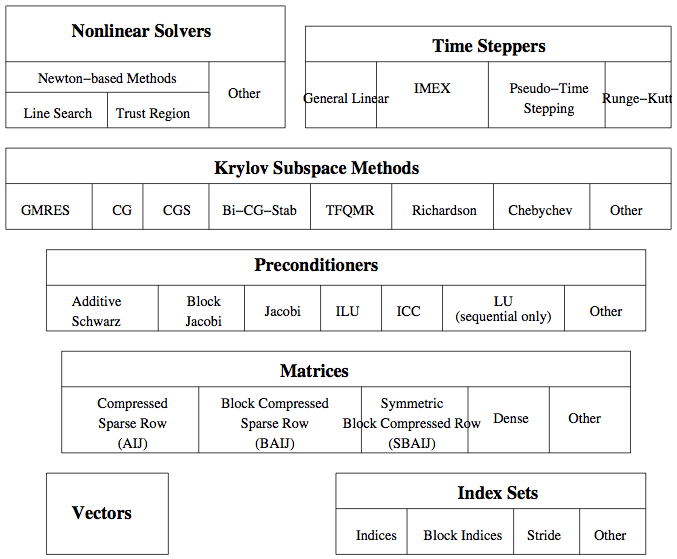 Nonlinear Solvers
Newton−based Methods
Other
Line Search
Trust Region
Time Steppers
General Linear
IMEX
Pseudo−Time
Stepping
Runge−Kutt
Krylov Subspace Methods
GMRES
CG
CGS
Bi−CG−Stab
TFQMR
Richardson
Chebychev
Other
Preconditioners
Additive
Schwarz
Block
Jacobi
Jacobi
ILU
ICC
LU
(sequential only)
Other
Matrices
Compressed
Sparse Row
(AIJ)
Block Compressed
Sparse Row
(BAIJ)
Symmetric
Block Compressed Row
(SBAIJ)
Dense
Other
Vectors
Index Sets
Indices
Block Indices
Stride
Other